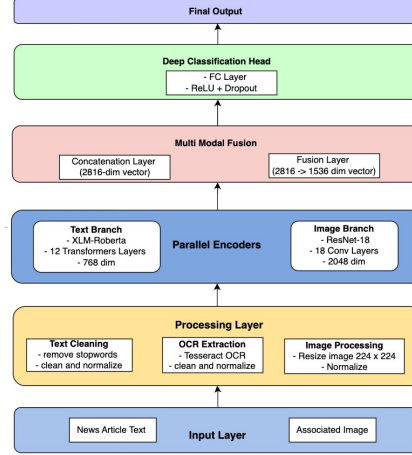 Final Output
Deep Classification Head
- FC Layer
- ReLU + Dropout
Multi Modal Fusion
Concatenation Layer
(2816-dim vector)
Fusion Layer
(2816 -> 1536 dim vector)
Parallel Encoders
Text Branch
- XLM-Roberta
- 12 Transformers Layers
- 768 dim
Image Branch
- ResNet-18
- 18 Conv Layers
- 2048 dim
Processing Layer
Text Cleaning
- remove stopwords
- clean and normalize
OCR Extraction
- Tesseract OCR
- clean and normalize
Image Processing
- Resize image 224 x 224
- Normalize
News Article Text
Input Layer
Associated Image